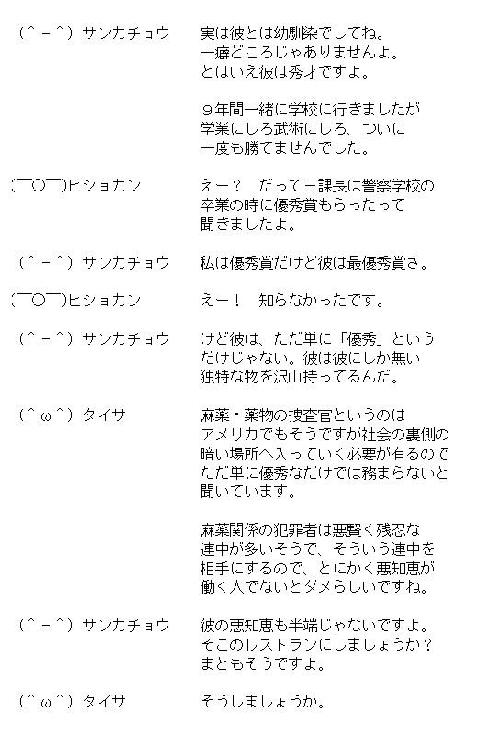 (＾－＾) サンカチョウ　実は彼とは幼馴染でしてね。
一癖どころじゃありませんよ。
とはいえ彼は秀才ですよ。
９年間一緒に学校に行きましたが
学業にしろ武術にしろ、ついに
一度も勝てませんでした。
(￣○￣)ヒショカン　えー？　だって一課長は警察学校の
卒業の時に優秀賞もらったって
聞きましたよ。
(＾－＾) サンカチョウ　私は優秀賞だけど彼は最優秀賞さ。
(￣○￣)ヒショカン　えー！　知らなかったです。
(＾－＾) サンカチョウ　けど彼は、ただ単に「優秀」という
だけじゃない。彼は彼にしか無い
独特な物を沢山持ってるんだ。
(＾ω＾) タイサ　麻薬・薬物の捜査官というのは
アメリカでもそうですが社会の裏側の
暗い場所へ入っていく必要が有るので
ただ単に優秀なだけでは務まらないと
聞いています。
麻薬関係の犯罪者は悪賢く残忍な
連中が多いそうで、そういう連中を
相手にするので、とにかく悪知恵が
働く人でないとダメらしいですね。
(＾－＾) サンカチョウ　彼の悪知恵も半端じゃないですよ。
そこのレストランにしましょうか？
まともそうですよ。
(＾ω＾) タイサ　そうしましょうか。